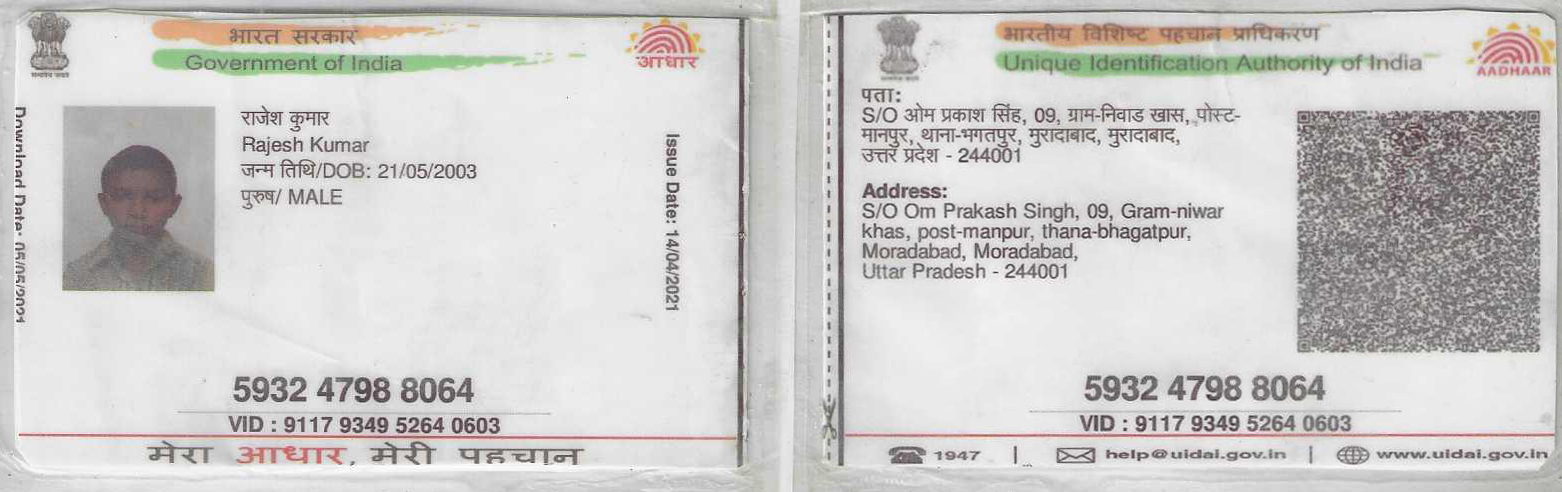 भारत सरकार
Government of India
आधार
Download Date: 05/05/2021
राजेश कुमार
Rajesh Kumar
जन्म तिथि/DOB: 21/05/2003
पुरुष/ MALE
Issue Date: 14/04/2021
5932 4798 8064
VID : 9117 9349 5264 0603
मेरा आधार, मेरी पहचान
भारतीय विशिष्ट पहचान प्राधिकरण
Unique Identification Authority of India
AADHAAR
पता:
S/O ओम प्रकाश सिंह, 09, ग्राम-निवाड खास, पोस्ट-
मानपुर, थाना-भगतपुर, मुरादाबाद, मुरादाबाद,
उत्तर प्रदेश - 244001
Address:
S/O Om Prakash Singh, 09, Gram-niwar
khas, post-manpur, thana-bhagatpur,
Moradabad, Moradabad,
Uttar Pradesh - 244001
5932 4798 8064
VID : 9117 9349 5264 0603
1947 | help@uidai.gov.in | www.uidai.gov.in